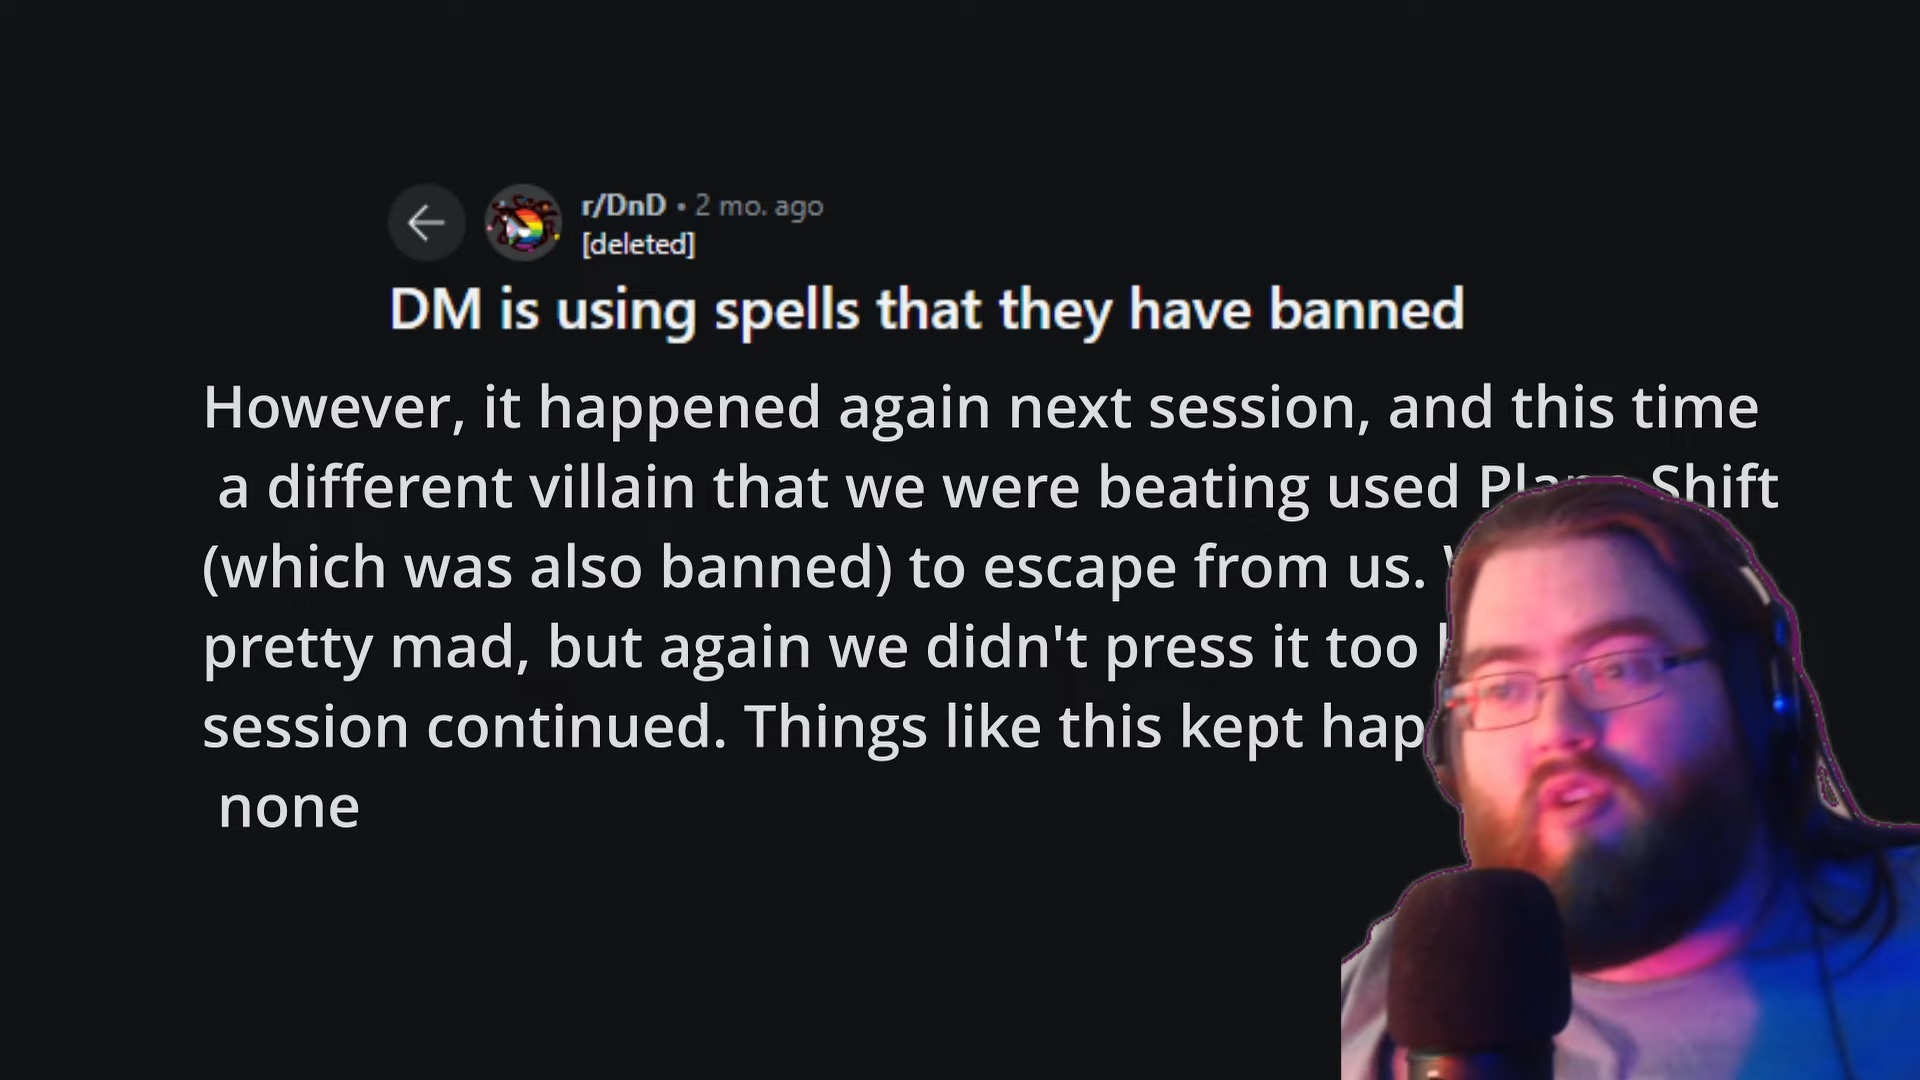 r/DnD • 2 mo. ago
[deleted]
DM is using spells that they have banned
However, it happened again next session, and this time
a different villain that we were beating used Shift
(which was also banned) to escape from us.
pretty mad, but again we didn't press it too
session continued. Things like this kept
none